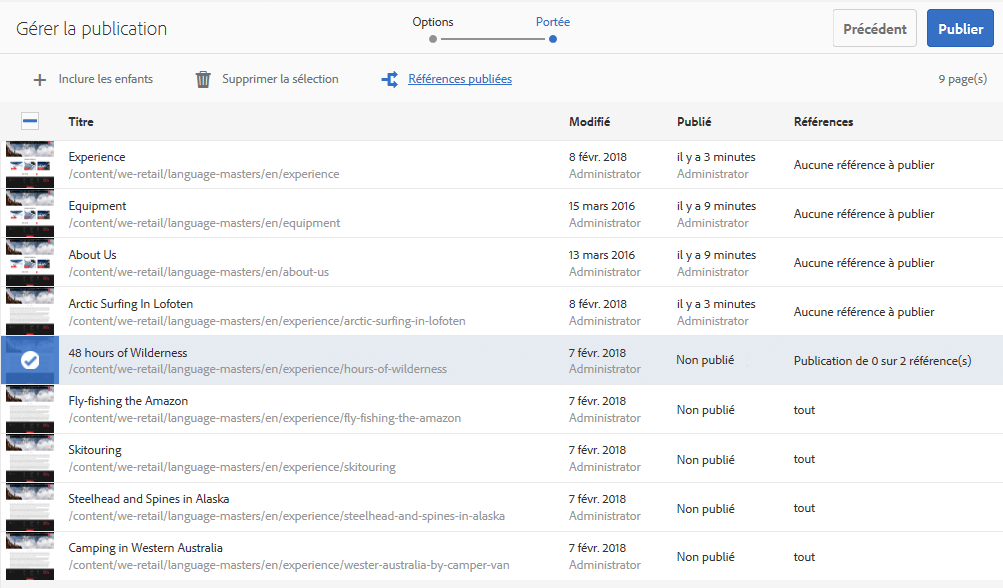 Gérer la publication
Options
Portée
Précédent
Publier
Inclure les enfants
Supprimer la sélection
Références publiées
9 page(s)
Titre
Modifié
Publié
Références
Experience
8 févr. 2018
il y a 3 minutes
Aucune référence à publier
/content/we-retail/language-masters/en/experience
Administrator
Administrator
Equipment
15 mars 2016
il y a 9 minutes
Aucune référence à publier
/content/we-retail/language-masters/en/equipment
Administrator
Administrator
About Us
13 mars 2016
il y a 9 minutes
Aucune référence à publier
/content/we-retail/language-masters/en/about-us
Administrator
Administrator
Arctic Surfing In Lofoten
8 févr. 2018
il y a 3 minutes
Aucune référence à publier
/content/we-retail/language-masters/en/experience/arctic-surfing-in-lofoten
Administrator
Administrator
48 hours of Wilderness
7 févr. 2018
Non publié
Publication de 0 sur 2 référence(s)
/content/we-retail/language-masters/en/experience/hours-of-wilderness
Administrator
Fly-fishing the Amazon
7 févr. 2018
Non publié
tout
/content/we-retail/language-masters/en/experience/fly-fishing-the-amazon
Administrator
Skitouring
7 févr. 2018
Non publié
tout
/content/we-retail/language-masters/en/experience/skitouring
Administrator
Steelhead and Spines in Alaska
7 févr. 2018
Non publié
tout
/content/we-retail/language-masters/en/experience/steelhead-and-spines-in-alaska
Administrator
Camping in Western Australia
7 févr. 2018
Non publié
tout
/content/we-retail/language-masters/en/experience/wester-australia-by-camper-van
Administrator